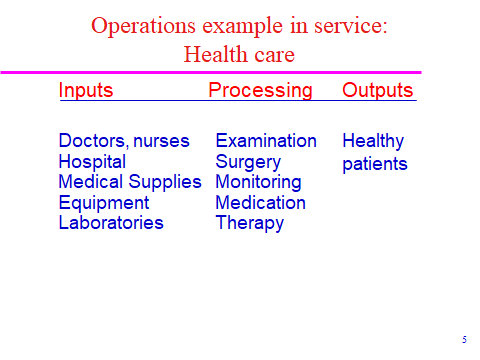 Operations example in service:
Health care
Inputs Processing Outputs
Doctors, nurses Examination Healthy
Hospital Surgery patients
Medical Supplies Monitoring
Equipment Medication
Laboratories Therapy
5